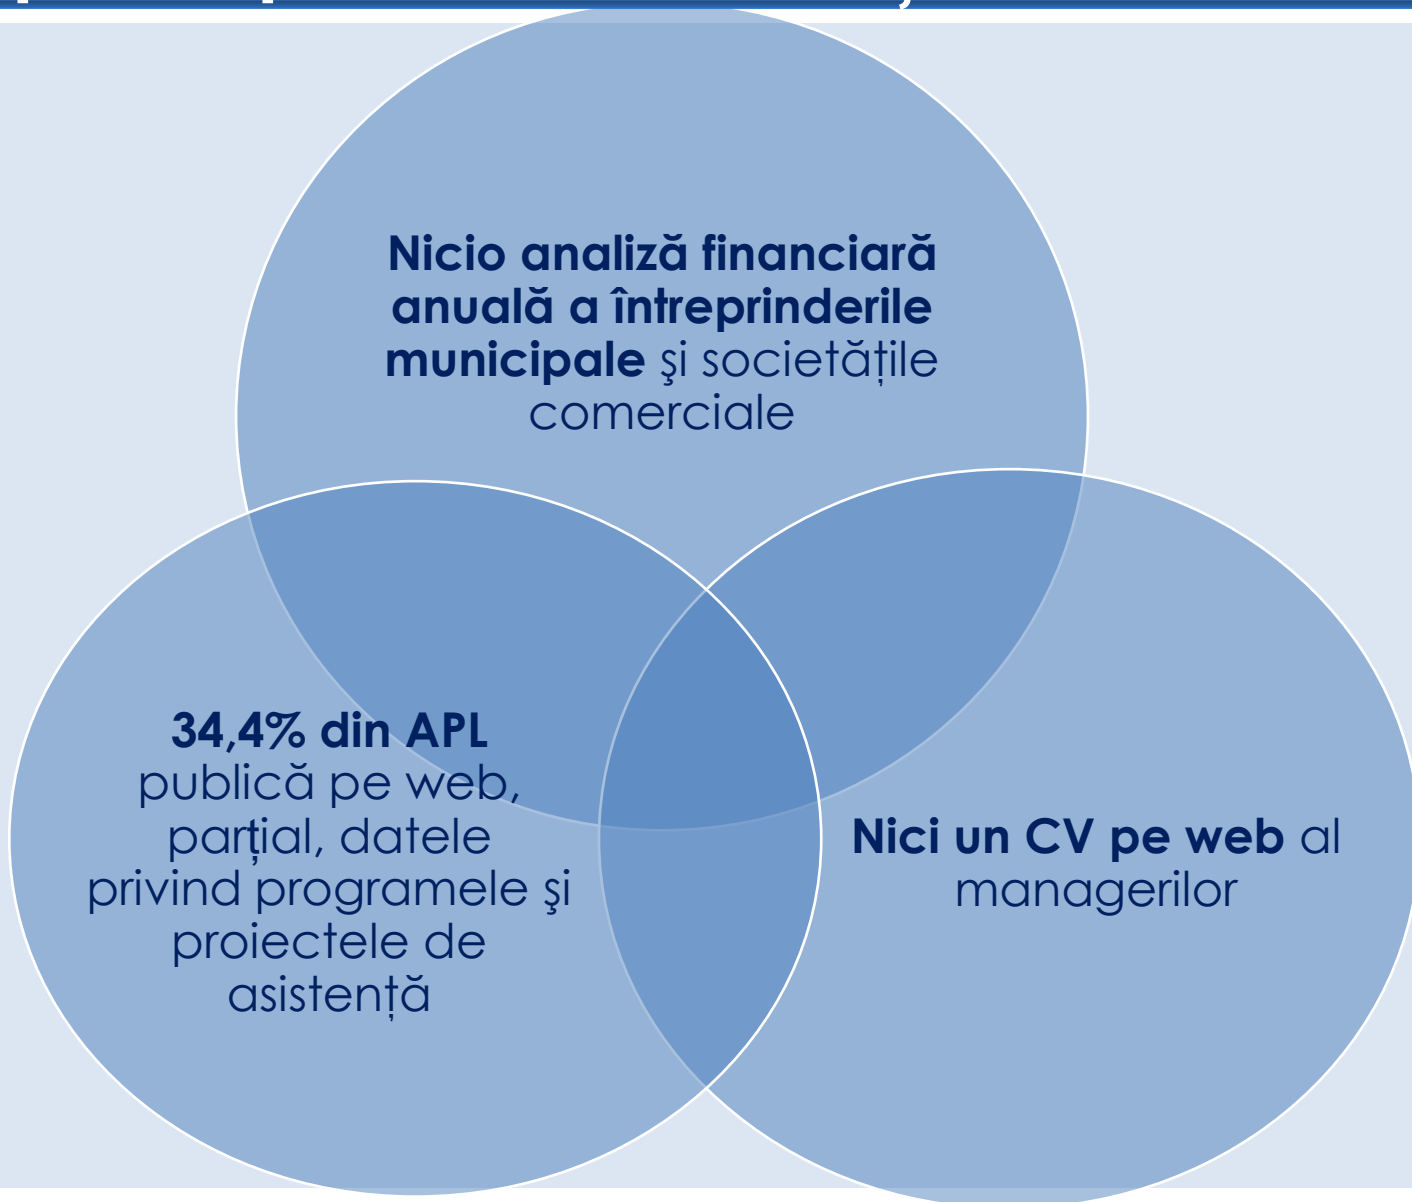 Nicio analiză financiară
anuală a întreprinderile
municipale şi societățile
comerciale
34,4% din APL
publică pe web,
parțial, datele
privind programele şi
proiectele de
asistență
Nici un CV pe web al
managerilor